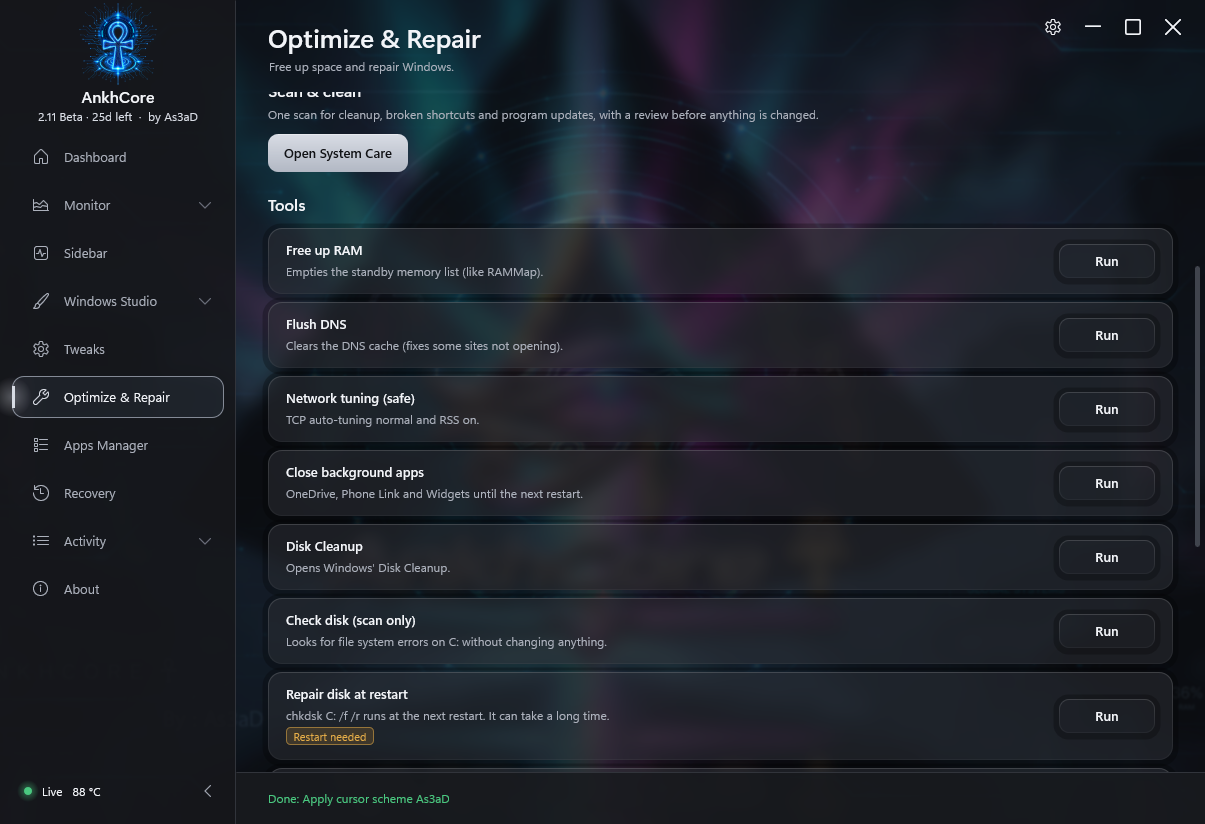 AnkhCore
2.11 Beta · 25d left · by As3aD
Dashboard
Monitor
Sidebar
Windows Studio
Tweaks
Optimize & Repair
Apps Manager
Recovery
Activity
About
Live 88 °C
Optimize & Repair
Free up space and repair Windows.
Scan & clean
One scan for cleanup, broken shortcuts and program updates, with a review before anything is changed.
Open System Care
Tools
Free up RAM
Empties the standby memory list (like RAMMap).
Run
Flush DNS
Clears the DNS cache (fixes some sites not opening).
Run
Network tuning (safe)
TCP auto-tuning normal and RSS on.
Run
Close background apps
OneDrive, Phone Link and Widgets until the next restart.
Run
Disk Cleanup
Opens Windows' Disk Cleanup.
Run
Check disk (scan only)
Looks for file system errors on C: without changing anything.
Run
Repair disk at restart
chkdsk C: /f /r runs at the next restart. It can take a long time.
Restart needed
Run
Done: Apply cursor scheme As3aD